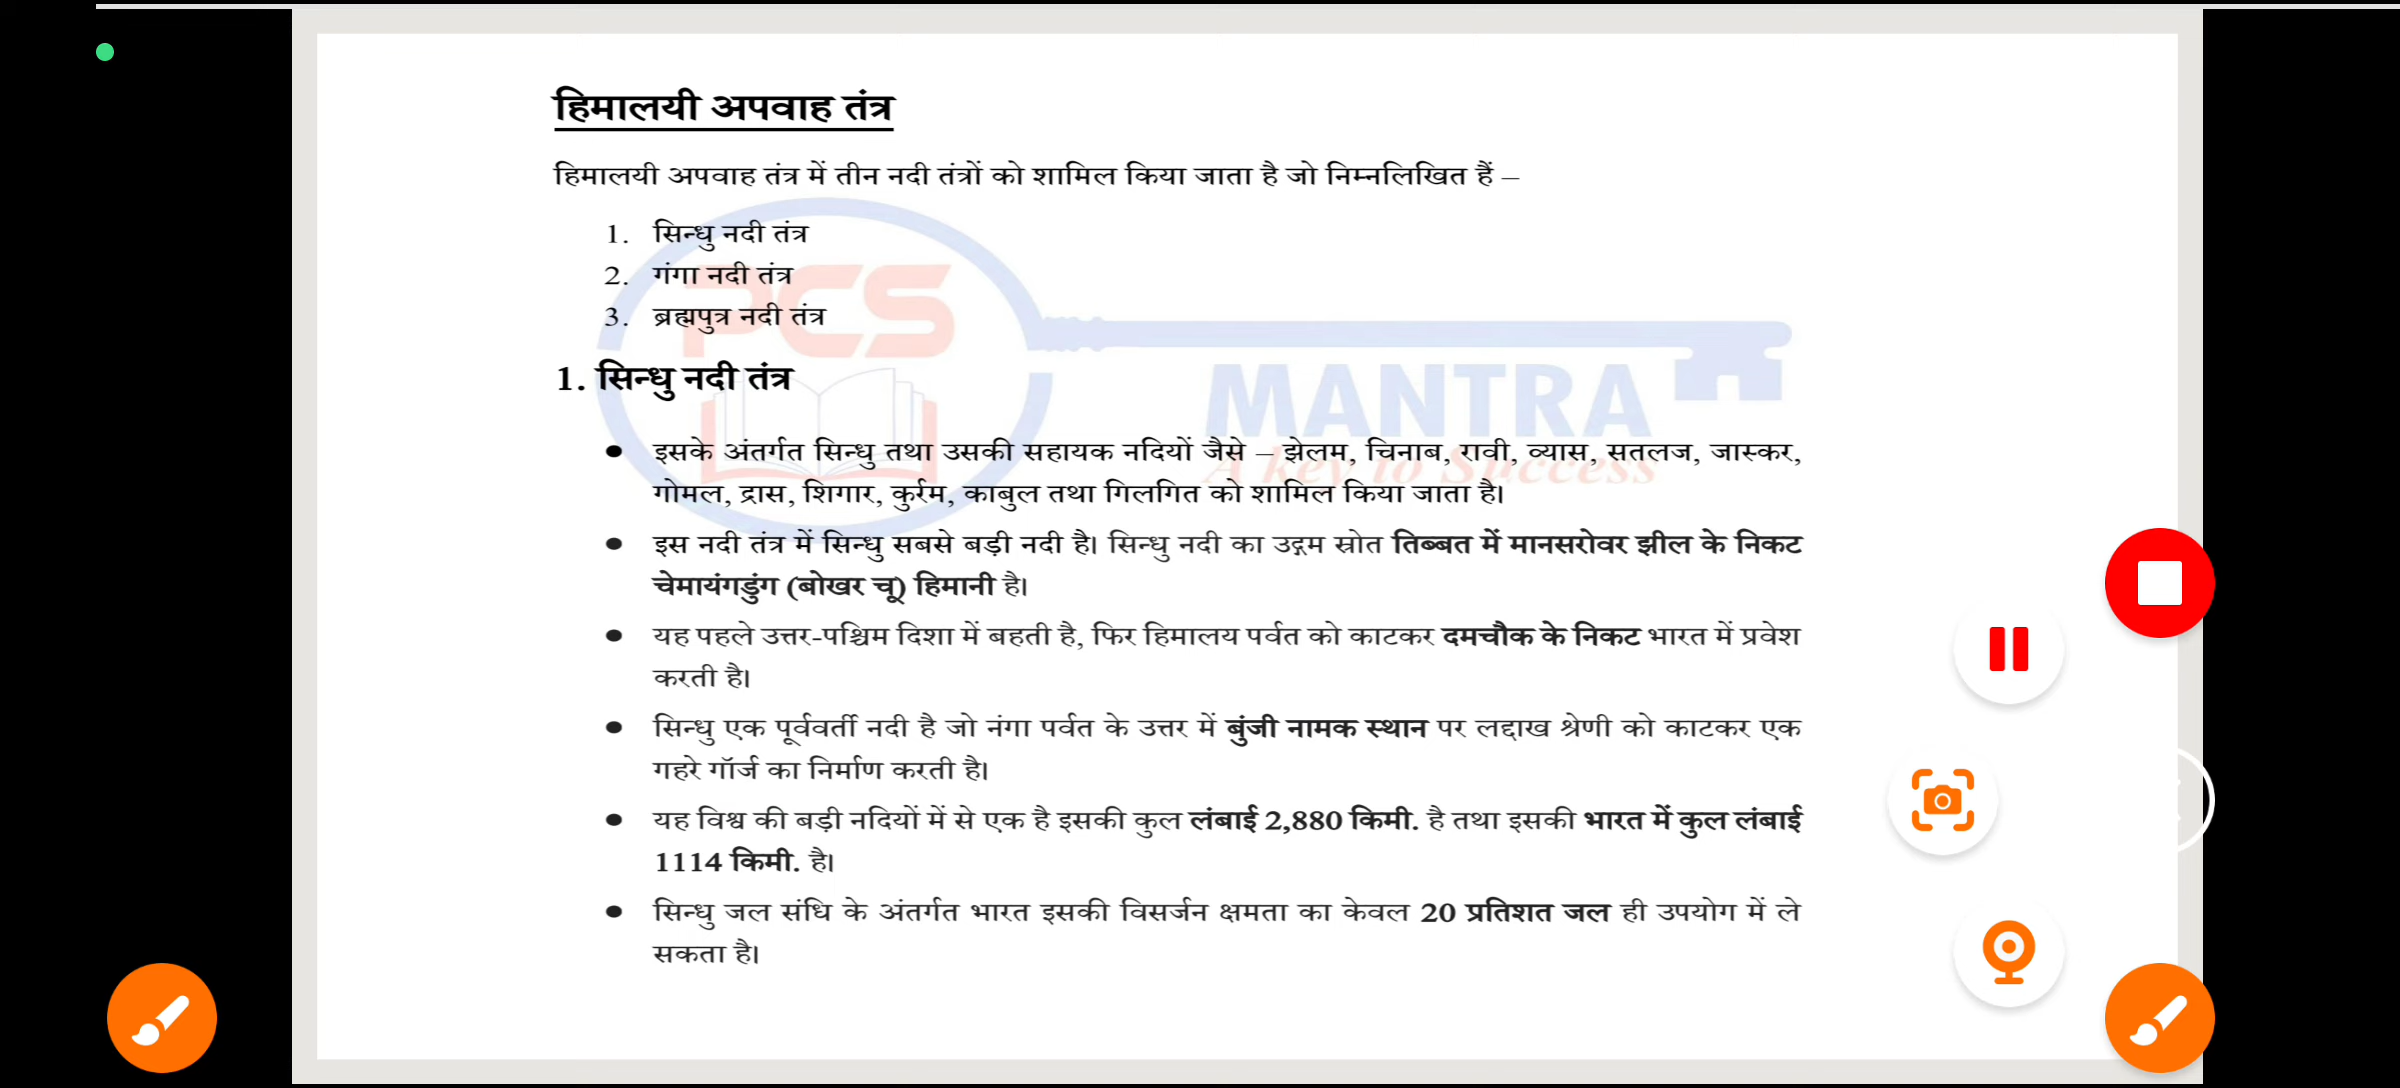 हिमालयी अपवाह तंत्र
हिमालयी अपवाह तंत्र में तीन नदी तंत्रों को शामिल किया जाता है जो निम्नलिखित हैं –
1. सिन्धु नदी तंत्र
2. गंगा नदी तंत्र
3. ब्रह्मपुत्र नदी तंत्र
PCS
MANTRA
A key to Success
1. सिन्धु नदी तंत्र
● इसके अंतर्गत सिन्धु तथा उसकी सहायक नदियों जैसे – झेलम, चिनाब, रावी, व्यास, सतलज, जास्कर,
गोमल, द्रास, शिगार, कुर्रम, काबुल तथा गिलगित को शामिल किया जाता है।
● इस नदी तंत्र में सिन्धु सबसे बड़ी नदी है। सिन्धु नदी का उद्गम स्रोत तिब्बत में मानसरोवर झील के निकट
चेमायंगडुंग (बोखर चू) हिमानी है।
● यह पहले उत्तर-पश्चिम दिशा में बहती है, फिर हिमालय पर्वत को काटकर दमचौक के निकट भारत में प्रवेश
करती है।
● सिन्धु एक पूर्ववर्ती नदी है जो नंगा पर्वत के उत्तर में बुंजी नामक स्थान पर लद्दाख श्रेणी को काटकर एक
गहरे गॉर्ज का निर्माण करती है।
● यह विश्व की बड़ी नदियों में से एक है इसकी कुल लंबाई 2,880 किमी. है तथा इसकी भारत में कुल लंबाई
1114 किमी. है।
● सिन्धु जल संधि के अंतर्गत भारत इसकी विसर्जन क्षमता का केवल 20 प्रतिशत जल ही उपयोग में ले
सकता है।